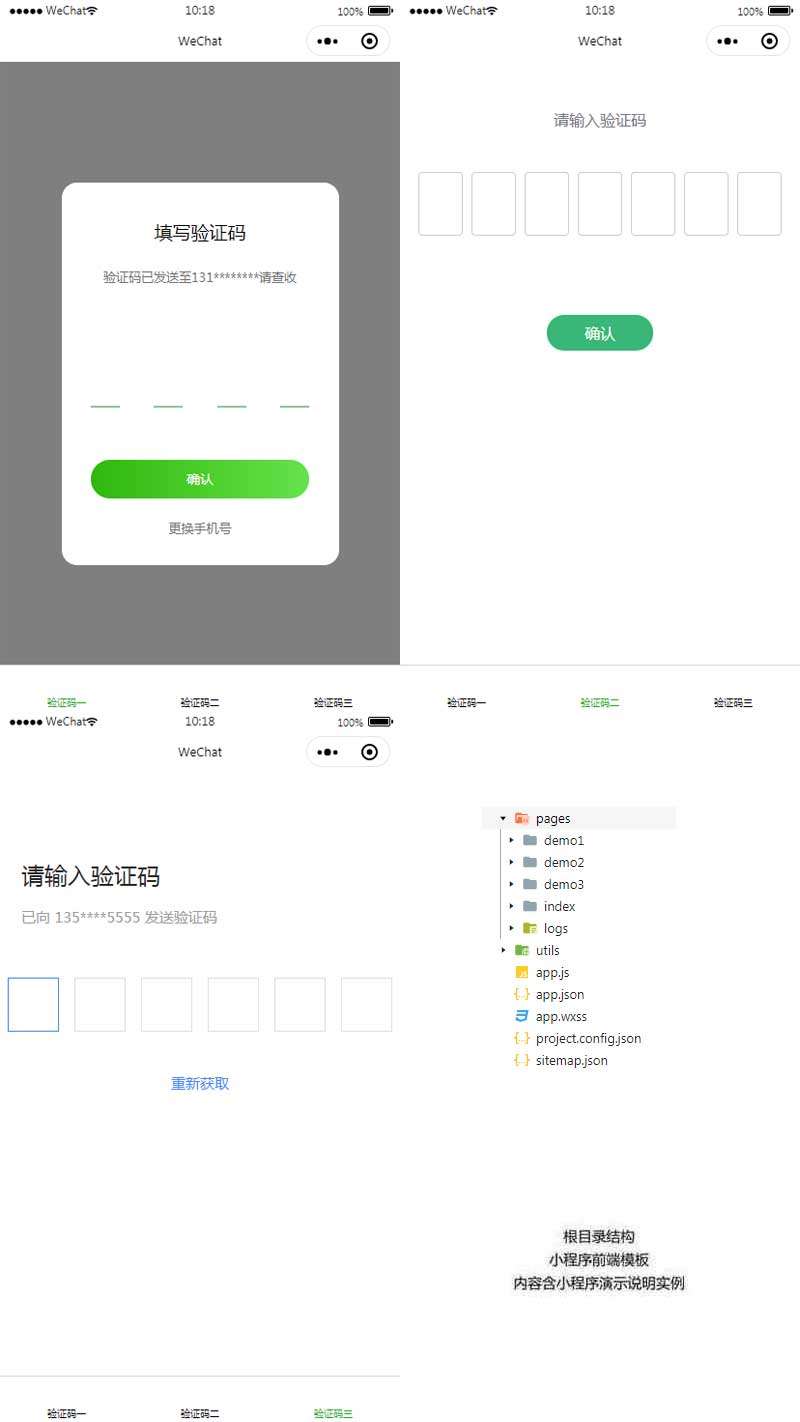 WeChat 10:18 100%
WeChat
填写验证码
验证码已发送至131********请查收
确认
更换手机号
验证码一 验证码二 验证码三
WeChat 10:18 100%
WeChat
请输入验证码
确认
验证码一 验证码二 验证码三
WeChat 10:18 100%
WeChat
请输入验证码
已向 135****5555 发送验证码
重新获取
验证码一 验证码二 验证码三
pages
demo1
demo2
demo3
index
logs
utils
app.js
app.json
app.wxss
project.config.json
sitemap.json
根目录结构
小程序前端模板
内容含小程序演示说明实例